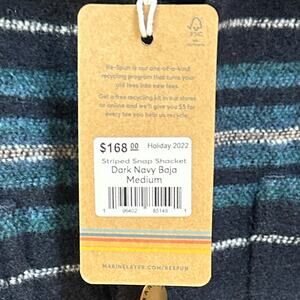 FSC
Re-Spun is our one-of-a-kind
recycling program that turns your
old tees into new tees.
Get a free recycling kit in our stores
or online and we'll give you $5 for
every tee you help us recycle.
$168.00 Holiday 2022
Striped Snap Shacket
Dark Navy Baja
Medium
MARINELAYER.COM/RESPUN